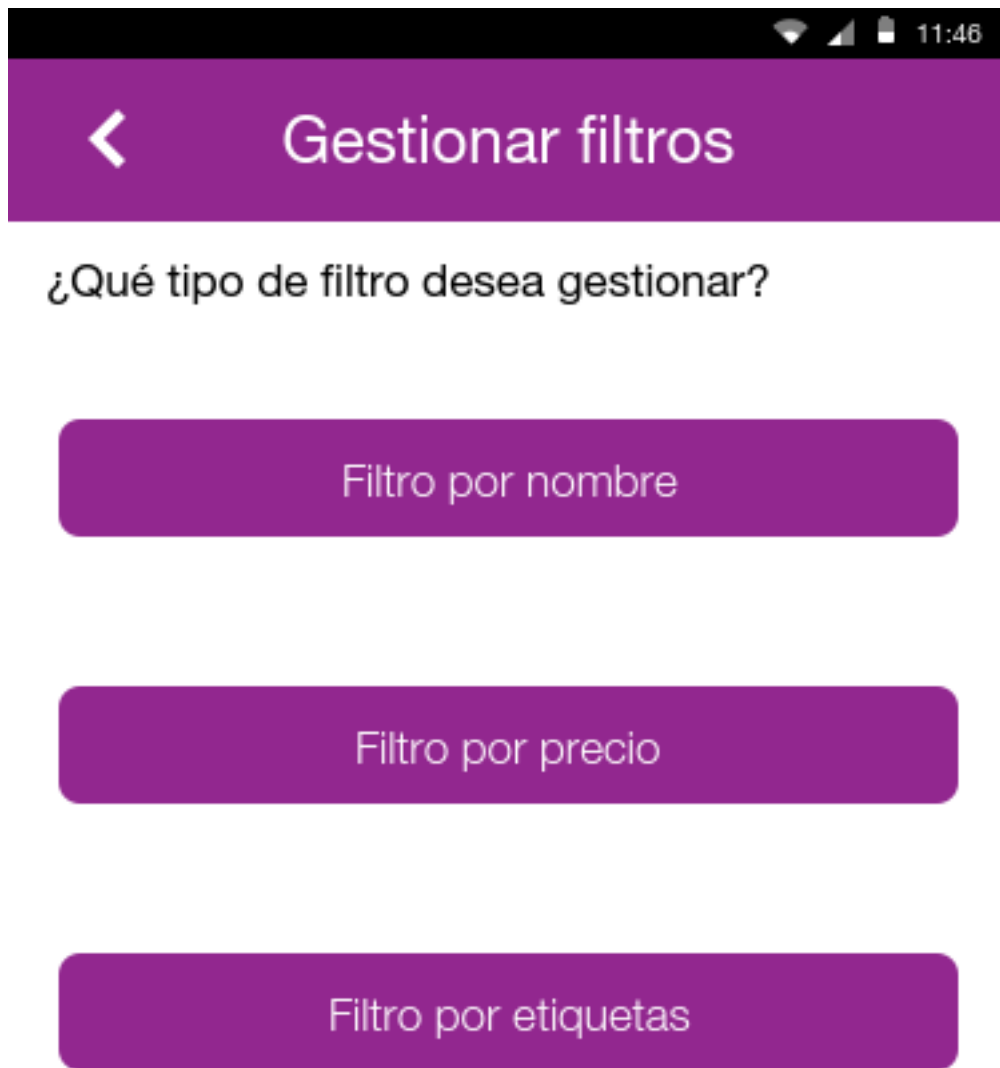 11:46
Gestionar filtros
¿Qué tipo de filtro desea gestionar?
Filtro por nombre
Filtro por precio
Filtro por etiquetas